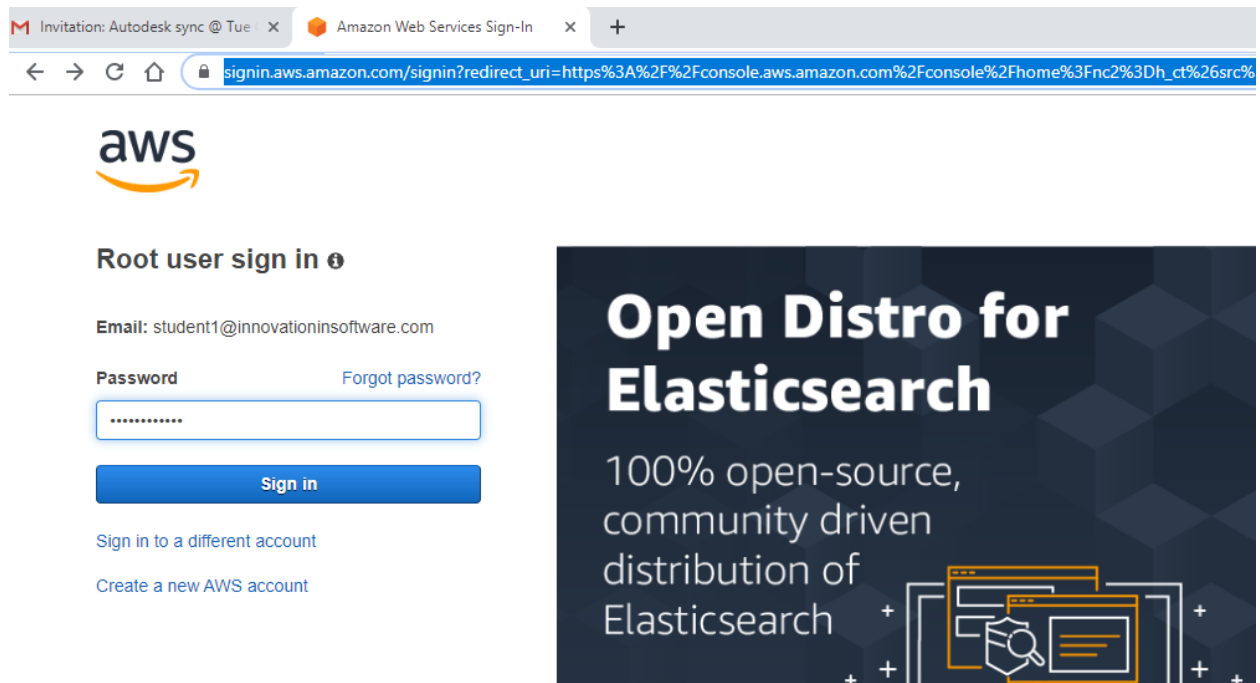 Invitation: Autodesk sync @ Tue
Amazon Web Services Sign-In
signin.aws.amazon.com/signin?redirect_uri=https%3A%2F%2Fconsole.aws.amazon.com%2Fconsole%2Fhome%3Fnc2%3Dh_ct%26src%
aws
Root user sign in
Email: student1@innovationinsoftware.com
Password Forgot password?
Sign in
Sign in to a different account
Create a new AWS account
Open Distro for
Elasticsearch
100% open-source,
community driven
distribution of
Elasticsearch